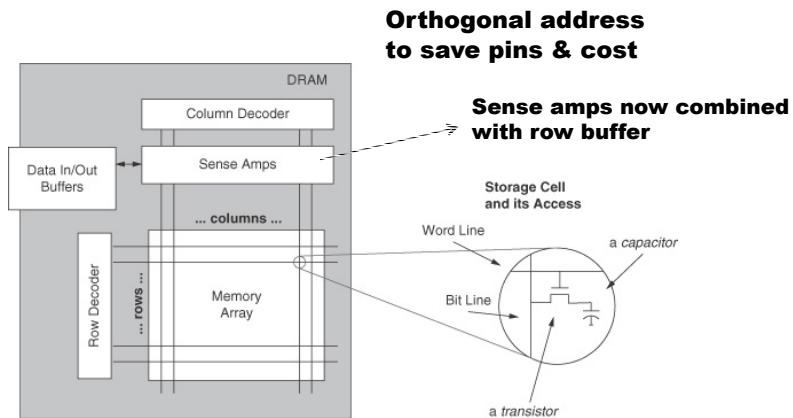 Orthogonal address
to save pins & cost
DRAM
Column Decoder
Sense amps now combined
with row buffer
Sense Amps
Data In/Out
Buffers
Storage Cell
and its Access
... columns ...
Word Line
a capacitor
Row Decoder
... rows ...
Memory
Array
Bit Line
a transistor